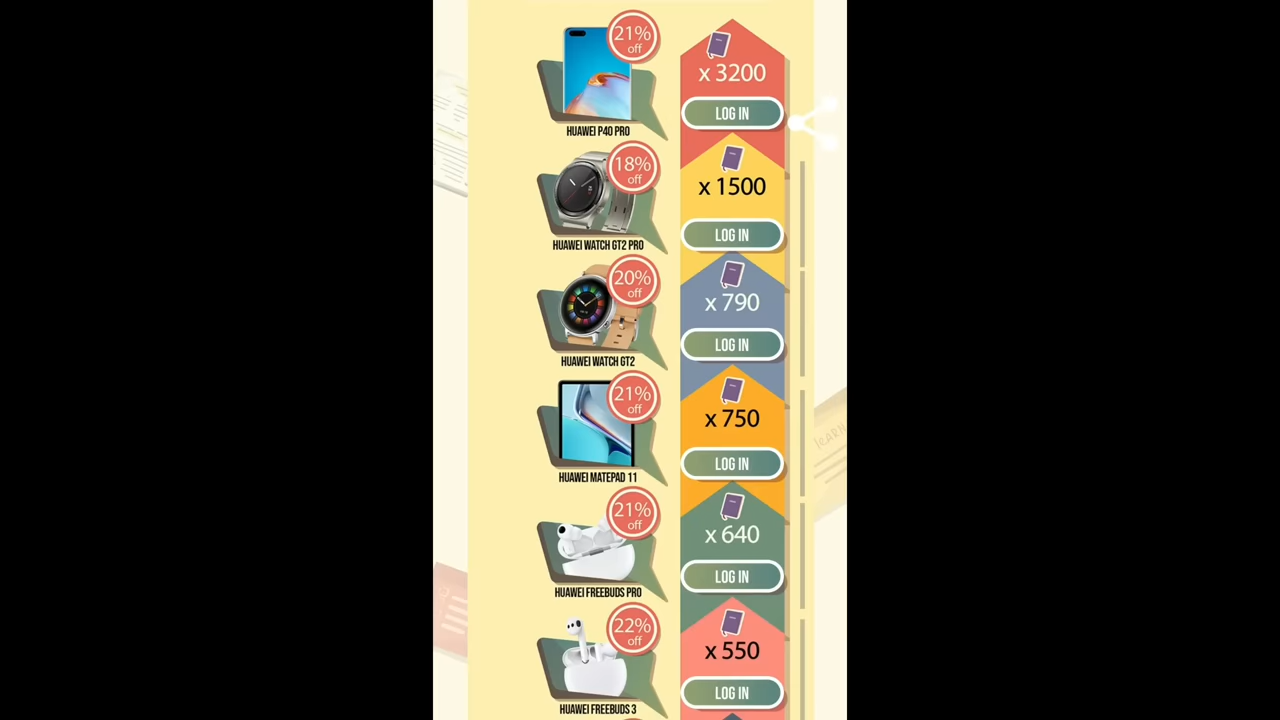 21%
off
x 3200
LOG IN
HUAWEI P40 PRO
18%
off
x 1500
LOG IN
HUAWEI WATCH GT2 PRO
20%
off
x 790
LOG IN
HUAWEI WATCH GT2
21%
off
x 750
LOG IN
HUAWEI MATEPAD 11
21%
off
x 640
LOG IN
HUAWEI FREEBUDS PRO
22%
off
x 550
LOG IN
HUAWEI FREEBUDS 3